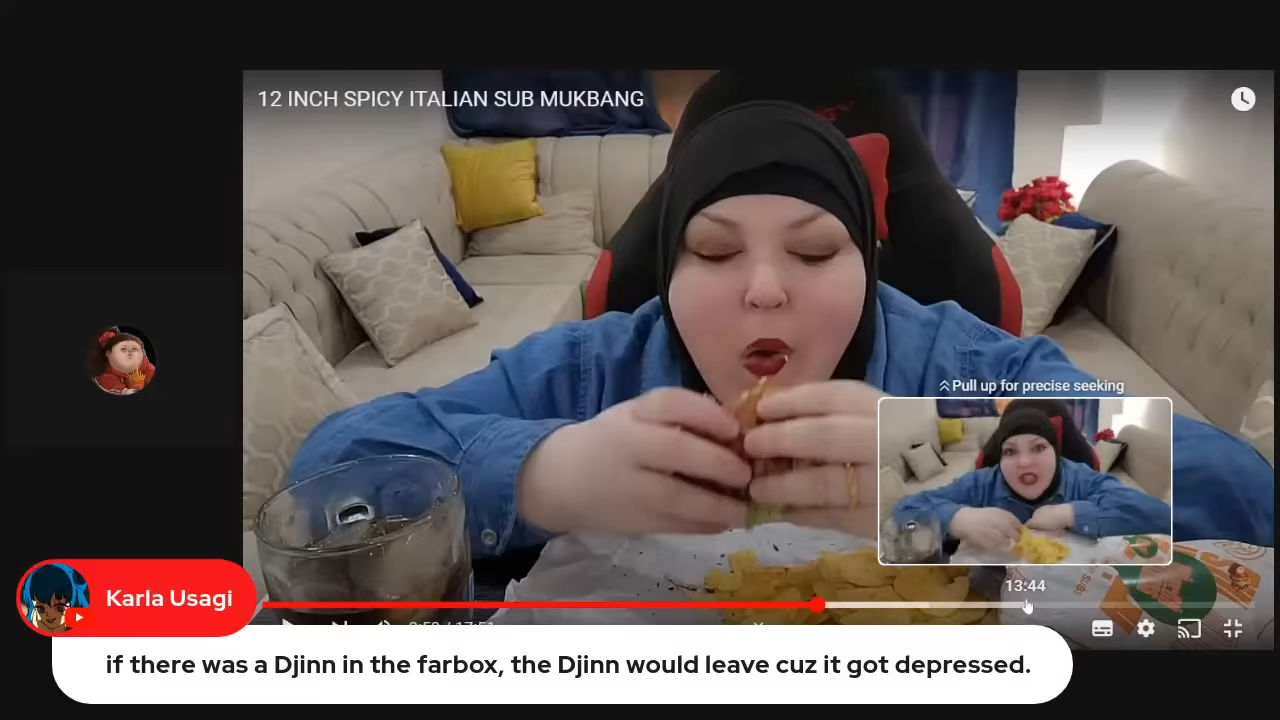 12 INCH SPICY ITALIAN SUB MUKBANG
Pull up for precise seeking
13:44
Karla Usagi
if there was a Djinn in the farbox, the Djinn would leave cuz it got depressed.